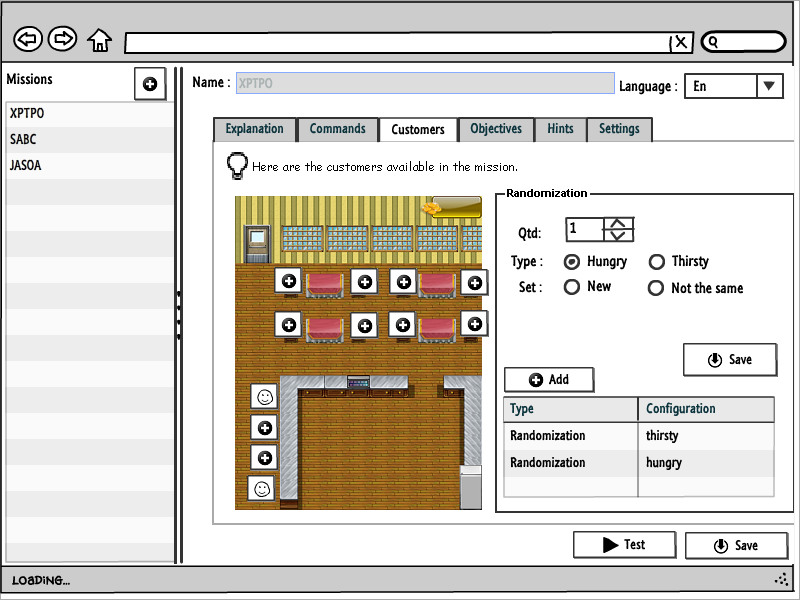 Missions
XPTPO
SABC
JASOA
Name : XPTPO
Language : En
Explanation Commands Customers Objectives Hints Settings
Here are the customers available in the mission.
Randomization
Qtd: 1
Type : Hungry Thirsty
Set : New Not the same
Save
Add
Type Configuration
Randomization thirsty
Randomization hungry
Test Save
LOADING...